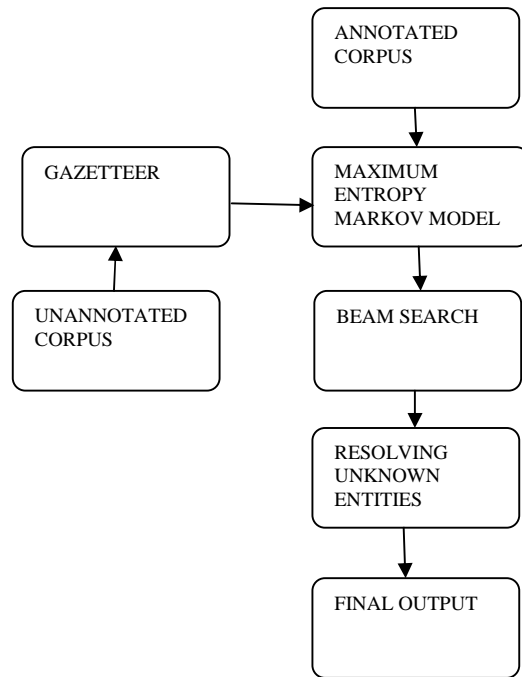 ANNOTATED
CORPUS
GAZETTEER
MAXIMUM
ENTROPY
MARKOV MODEL
UNANNOTATED
CORPUS
BEAM SEARCH
RESOLVING
UNKNOWN
ENTITIES
FINAL OUTPUT